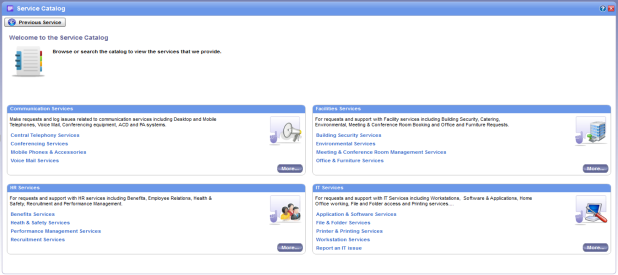 Service Catalog
Previous Service
Welcome to the Service Catalog
Browse or search the catalog to view the services that we provide.
Communication Services
Make requests and log issues related to communication services including Desktop and Mobile
Telephones, Voice Mail, Conferencing equipment, ACD and PA systems.
Central Telephony Services
Conferencing Services
Mobile Phones & Accessories
Voice Mail Services
More...
Facilities Services
For requests and support with Facility services including Building Security, Catering,
Environmental, Meeting & Conference Room Booking and Office and Furniture Requests.
Building Security Services
Environmental Services
Meeting & Conference Room Management Services
Office & Furniture Services
More...
HR Services
For requests and support with HR services including Benefits, Employee Relations, Health &
Safety, Recruitment and Performance Management.
Benefits Services
Heath & Safety Services
Performance Management Services
Recruitment Services
More...
IT Services
For requests and support with IT Services including Workstations, Software & Applications, Home
Office working, File and Folder access and Printing services...
Application & Software Services
File & Folder Services
Printer & Printing Services
Workstation Services
Report an IT issue
More...